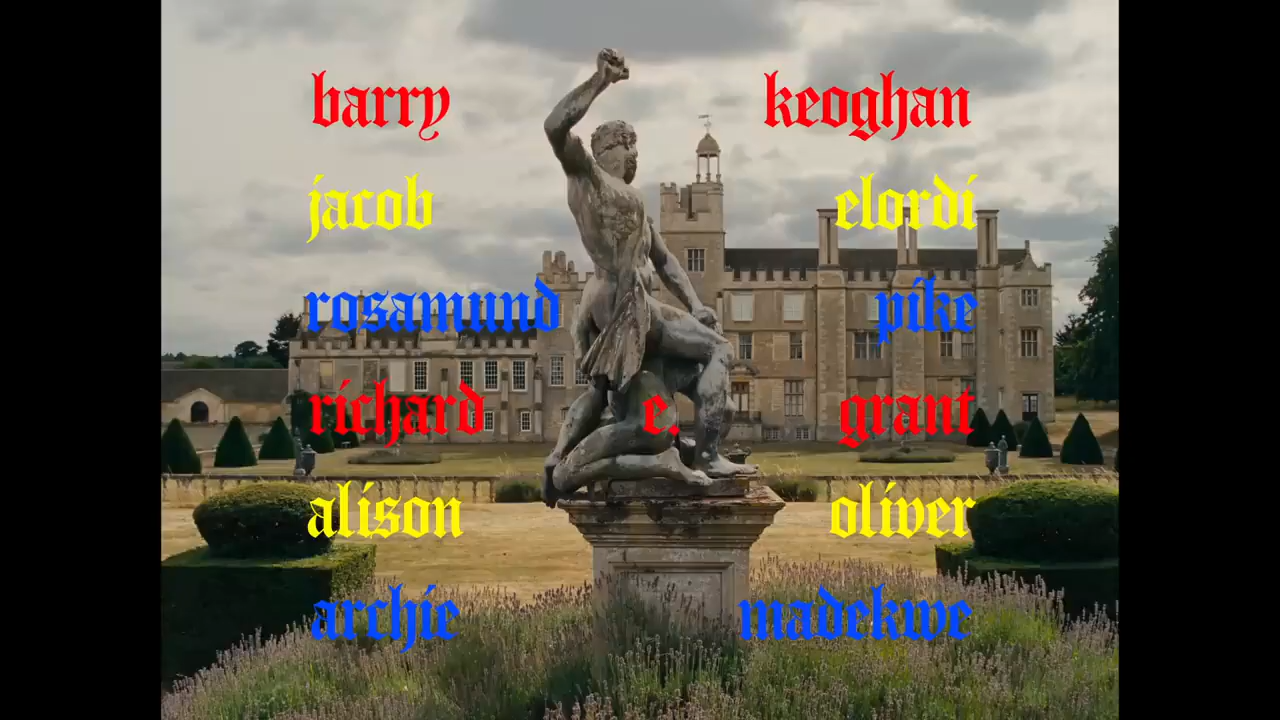 barry keoghan
jacob elordi
rosamund pike
richard e. grant
alison oliver
archie madekwe